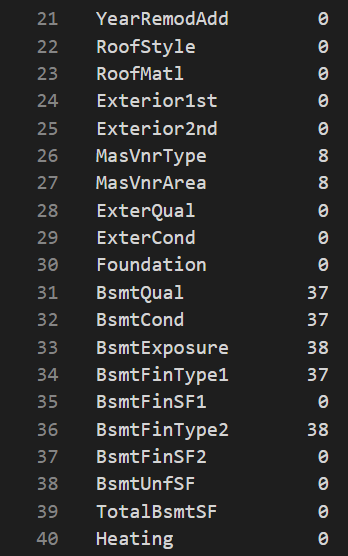 21 YearRemodAdd 0
22 RoofStyle 0
23 RoofMatl 0
24 Exterior1st 0
25 Exterior2nd 0
26 MasVnrType 8
27 MasVnrArea 8
28 ExterQual 0
29 ExterCond 0
30 Foundation 0
31 BsmtQual 37
32 BsmtCond 37
33 BsmtExposure 38
34 BsmtFinType1 37
35 BsmtFinSF1 0
36 BsmtFinType2 38
37 BsmtFinSF2 0
38 BsmtUnfSF 0
39 TotalBsmtSF 0
40 Heating 0